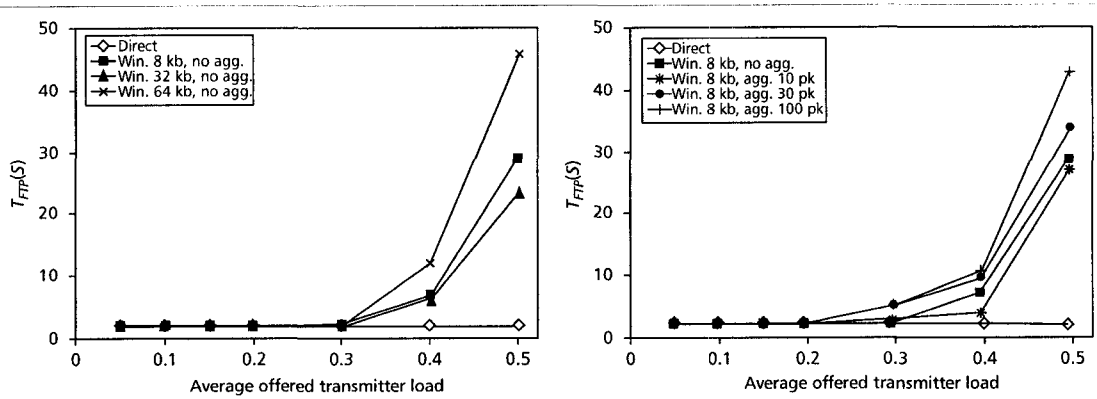 50
40
30
20
10
0
T_FTP(S)
Direct
Win. 8 kb, no agg.
Win. 32 kb, no agg.
Win. 64 kb, no agg.
0 0.1 0.2 0.3 0.4 0.5
Average offered transmitter load
50
40
30
20
10
0
T_FTP(S)
Direct
Win. 8 kb, no agg.
Win. 8 kb, agg. 10 pk
Win. 8 kb, agg. 30 pk
Win. 8 kb, agg. 100 pk
0 0.1 0.2 0.3 0.4 0.5
Average offered transmitter load